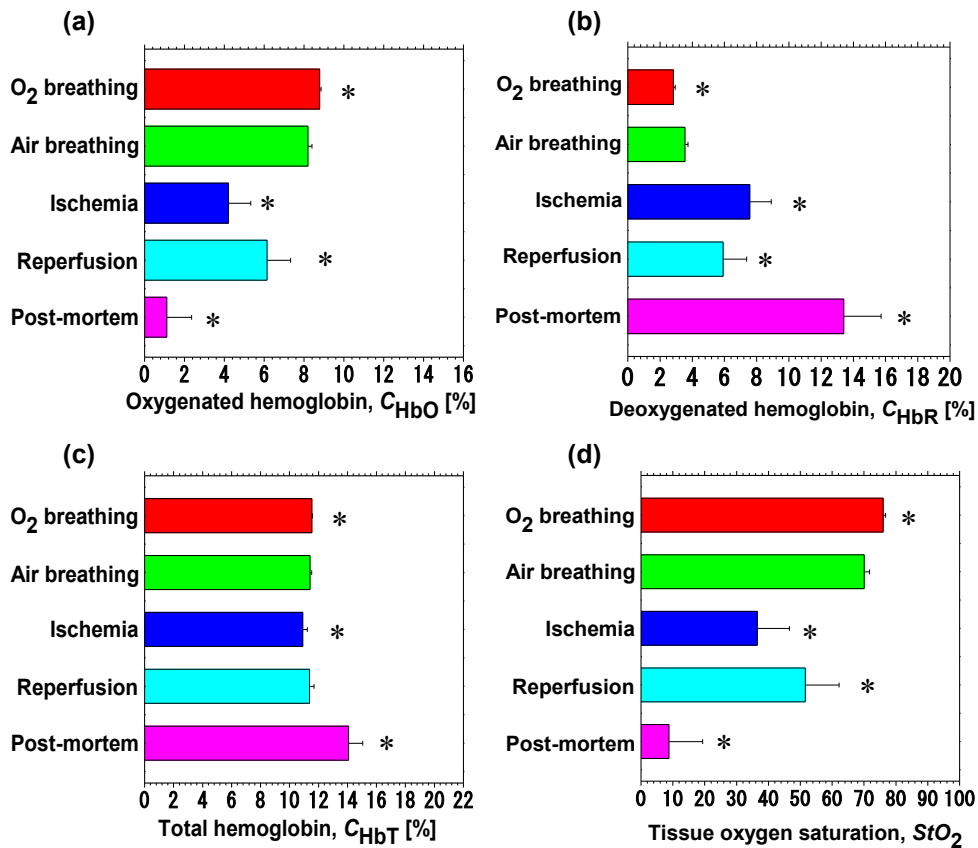 (a)
O2 breathing
*
Air breathing
Ischemia
*
Reperfusion
*
Post-mortem
*
0 2 4 6 8 10 12 14 16
Oxygenated hemoglobin, CHbO [%]
(b)
O2 breathing
*
Air breathing
Ischemia
*
Reperfusion
*
Post-mortem
*
0 2 4 6 8 10 12 14 16 18 20
Deoxygenated hemoglobin, CHbR [%]
(c)
O2 breathing
*
Air breathing
Ischemia
*
Reperfusion
Post-mortem
*
0 2 4 6 8 10 12 14 16 18 20 22
Total hemoglobin, CHbT [%]
(d)
O2 breathing
*
Air breathing
Ischemia
*
Reperfusion
*
Post-mortem
*
0 10 20 30 40 50 60 70 80 90 100
Tissue oxygen saturation, StO2